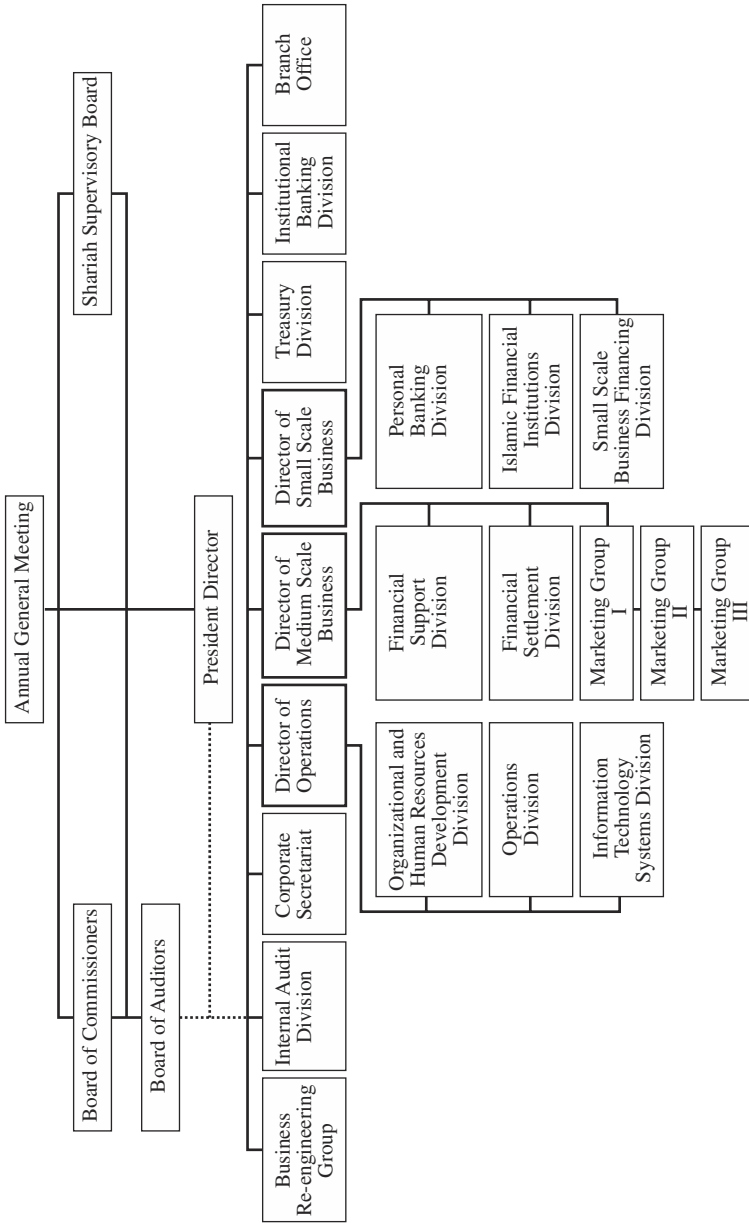 Annual General Meeting
Board of Commissioners
Shariah Supervisory Board
Board of Auditors
President Director
Business
Re-engineering
Group
Internal Audit
Division
Corporate
Secretariat
Director of
Operations
Director of
Medium Scale
Business
Director of
Small Scale
Business
Treasury
Division
Institutional
Banking
Division
Branch
Office
Organizational and
Human Resources
Development
Division
Operations
Division
Information
Technology
Systems Division
Financial
Support
Division
Financial
Settlement
Division
Marketing Group
I
Marketing Group
II
Marketing Group
III
Personal
Banking
Division
Islamic Financial
Institutions
Division
Small Scale
Business Financing
Division